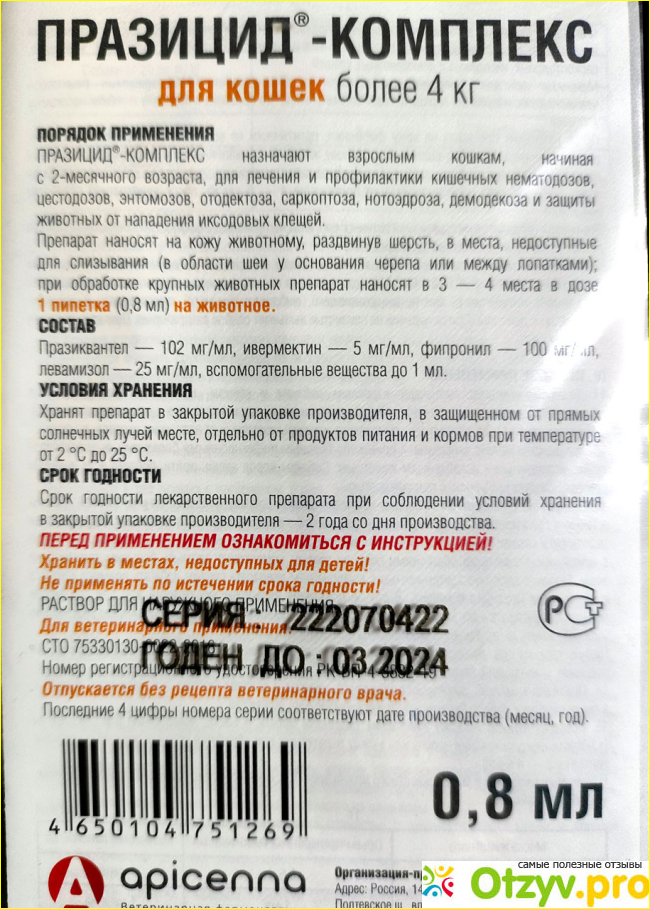 ПРАЗИЦИД®-КОМПЛЕКС
для кошек более 4 кг
ПОРЯДОК ПРИМЕНЕНИЯ
ПРАЗИЦИД®-КОМПЛЕКС назначают взрослым кошкам, начиная
с 2-месячного возраста, для лечения и профилактики кишечных нематодозов,
цестодозов, энтомозов, отодектоза, саркоптоза, нотоэдроза, демодекоза и защиты
животных от нападения иксодовых клещей.
Препарат наносят на кожу животному, раздвинув шерсть, в места, недоступные
для слизывания (в области шеи у основания черепа или между лопатками);
при обработке крупных животных препарат наносят в 3 — 4 места в дозе
1 пипетка (0,8 мл) на животное.
СОСТАВ
Празиквантел — 102 мг/мл, ивермектин — 5 мг/мл, фипронил — 100 мг/мл,
левамизол — 25 мг/мл, вспомогательные вещества до 1 мл.
УСЛОВИЯ ХРАНЕНИЯ
Хранят препарат в закрытой упаковке производителя, в защищенном от прямых
солнечных лучей месте, отдельно от продуктов питания и кормов при температуре
от 2 °С до 25 °С.
СРОК ГОДНОСТИ
Срок годности лекарственного препарата при соблюдении условий хранения
в закрытой упаковке производителя — 2 года со дня производства.
ПЕРЕД ПРИМЕНЕНИЕМ ОЗНАКОМИТЬСЯ С ИНСТРУКЦИЕЙ!
Хранить в местах, недоступных для детей!
Не применять по истечении срока годности!
РАСТВОР ДЛЯ НАРУЖНОГО ПРИМЕНЕНИЯ
СЕРИЯ : 222070422
Для ветеринарного применения.
СТО 75330130-
ГОДЕН ДО : 03.2024
Номер регистрационного удостоверения
Отпускается без рецепта ветеринарного врача.
Последние 4 цифры номера серии соответствуют дате производства (месяц, год).
4 650104 751269
0,8 мл
apicenna
Организация-п
Адрес: Россия, 14
самые полезные отзывы
Otzyv.pro